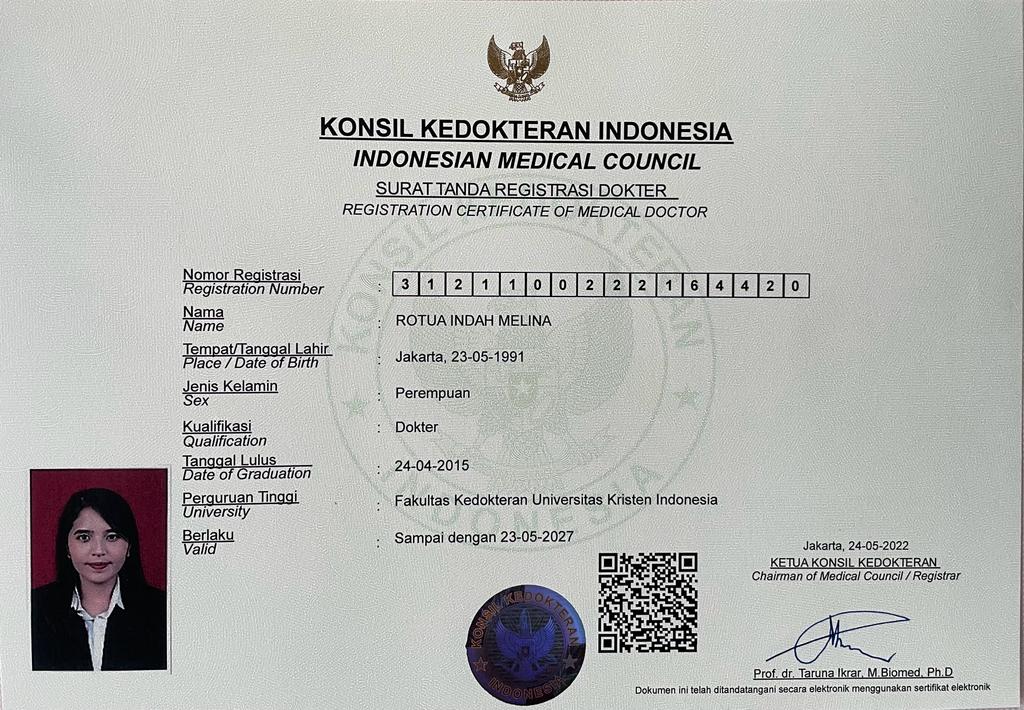 KONSIL KEDOKTERAN INDONESIA
INDONESIAN MEDICAL COUNCIL
SURAT TANDA REGISTRASI DOKTER
REGISTRATION CERTIFICATE OF MEDICAL DOCTOR
Nomor Registrasi
Registration Number : 3 1 2 1 1 0 0 2 2 2 1 6 4 4 2 0
Nama
Name : ROTUA INDAH MELINA
Tempat/Tanggal Lahir
Place / Date of Birth : Jakarta, 23-05-1991
Jenis Kelamin
Sex : Perempuan
Kualifikasi
Qualification : Dokter
Tanggal Lulus
Date of Graduation : 24-04-2015
Perguruan Tinggi
University : Fakultas Kedokteran Universitas Kristen Indonesia
Berlaku
Valid : Sampai dengan 23-05-2027
Jakarta, 24-05-2022
KETUA KONSIL KEDOKTERAN
Chairman of Medical Council / Registrar
Prof. dr. Taruna Ikrar, M.Biomed, Ph.D
Dokumen ini telah ditandatangani secara elektronik menggunakan sertifikat elektronik
KONSIL KEDOKTERAN
INDONESIA
KONSIL KEDOKTERAN
INDONESIA